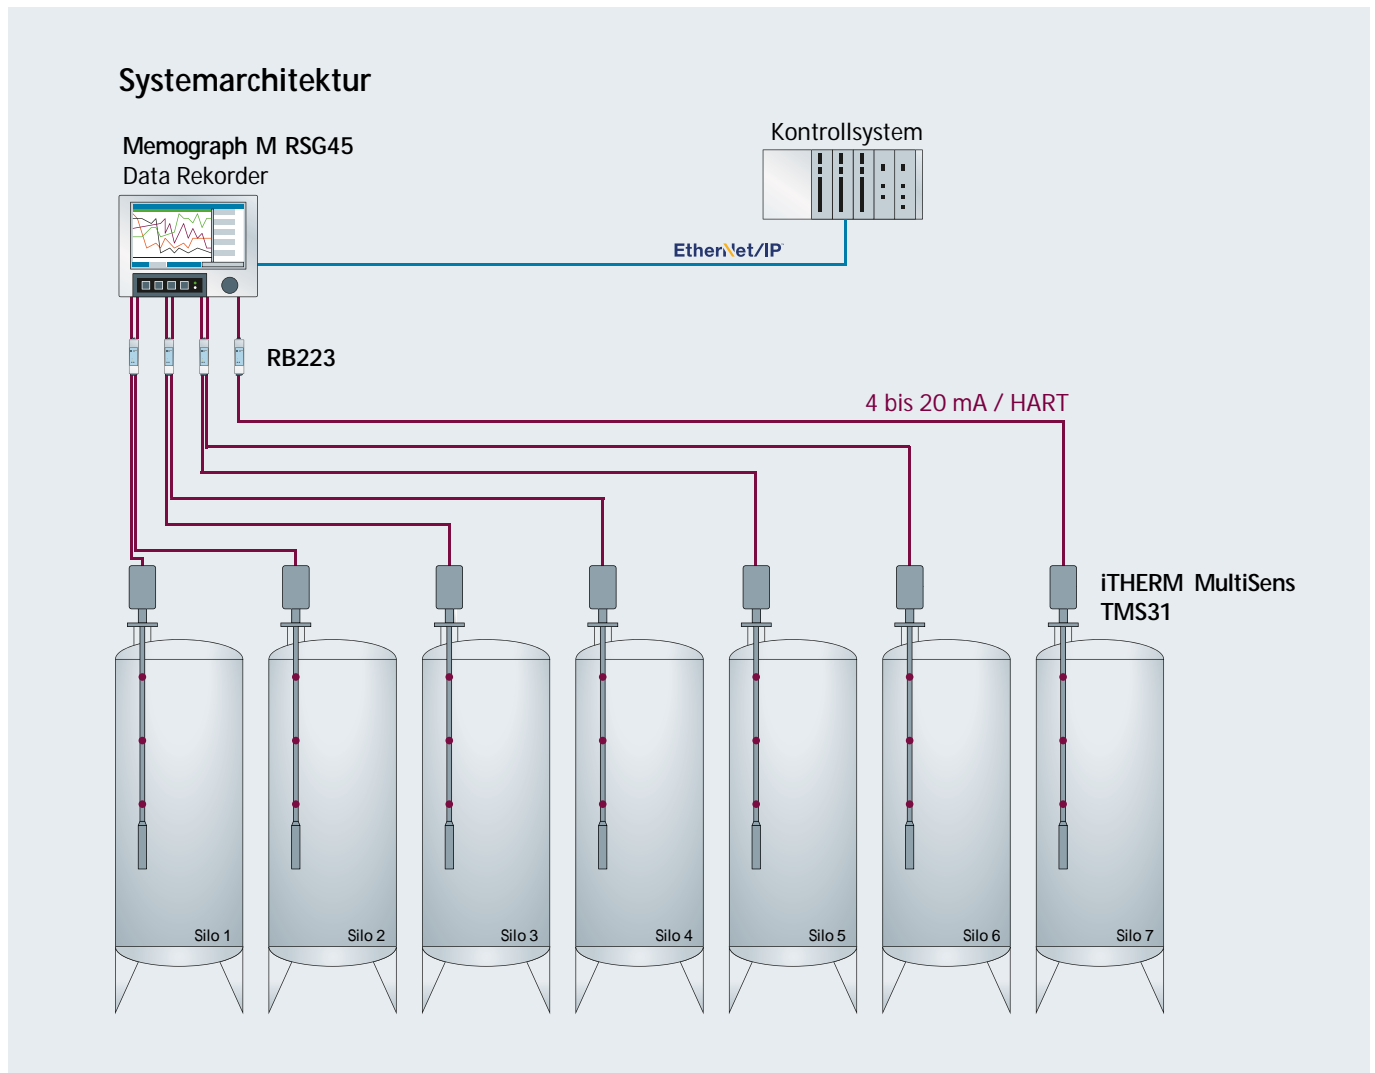 Systemarchitektur
Memograph M RSG45
Data Rekorder
Kontrollsystem
EtherNet/IP
RB223
4 bis 20 mA / HART
iTHERM MultiSens
TMS31
Silo 1
Silo 2
Silo 3
Silo 4
Silo 5
Silo 6
Silo 7